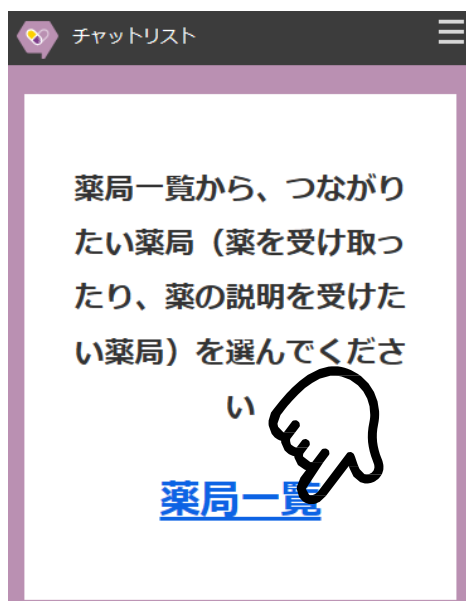 チャットリスト
薬局一覧から、つながり
たい薬局（薬を受け取っ
たり、薬の説明を受けた
い薬局）を選んでくださ
い
薬局一覧